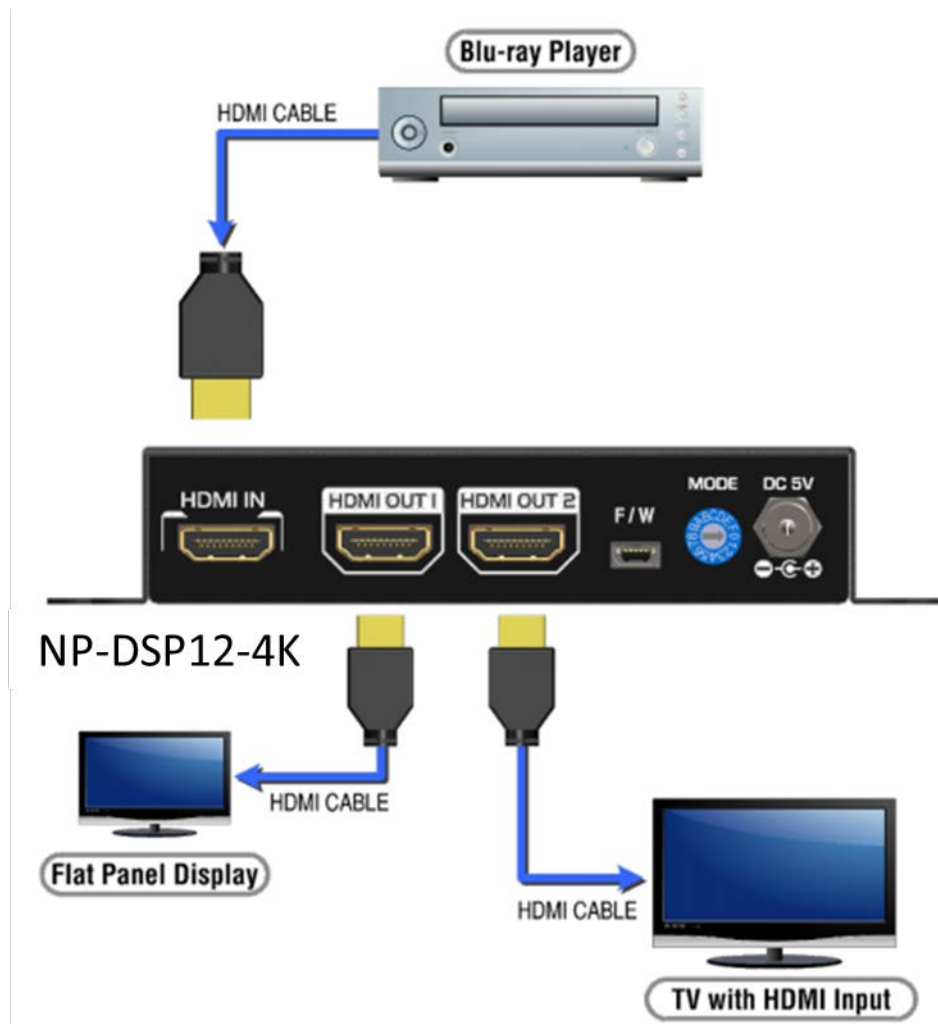 Blu-ray Player
HDMI CABLE
HDMI IN
HDMI OUT 1
HDMI OUT 2
F/W
MODE
DC 5V
NP-DSP12-4K
HDMI CABLE
Flat Panel Display
HDMI CABLE
TV with HDMI Input